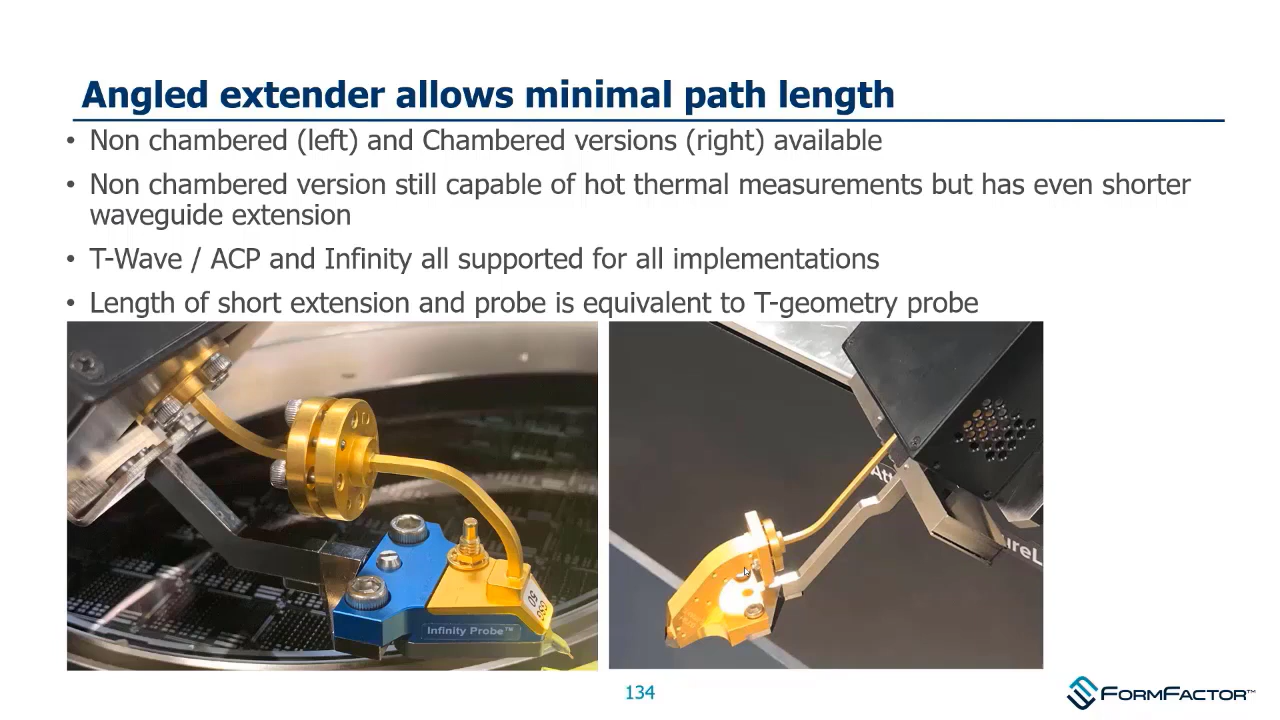 Angled extender allows minimal path length
• Non chambered (left) and Chambered versions (right) available
• Non chambered version still capable of hot thermal measurements but has even shorter
waveguide extension
• T-Wave / ACP and Infinity all supported for all implementations
• Length of short extension and probe is equivalent to T-geometry probe
Infinity Probe™
134
FORMFACTOR™